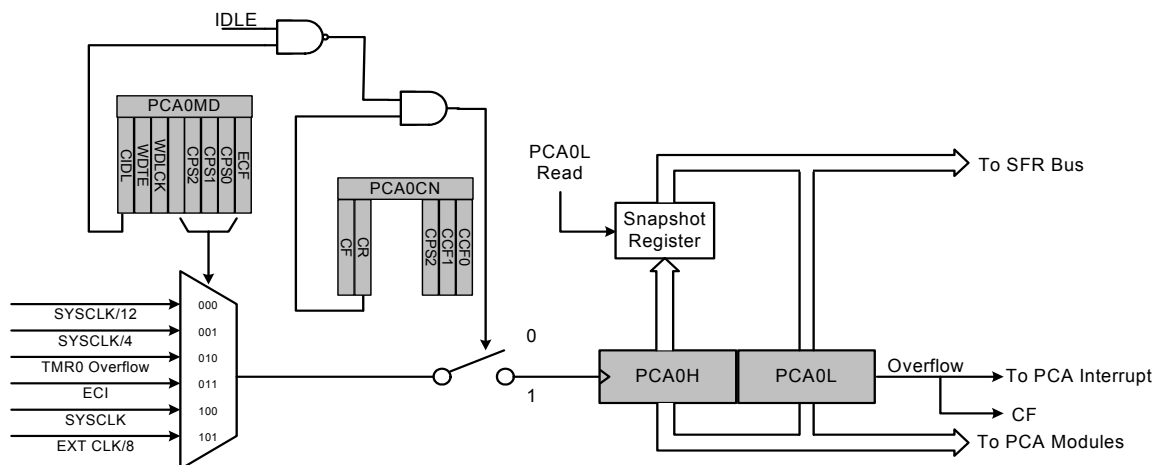 IDLE
PCA0MD
CIDL
WDTE
WDLCK
CPS2
CPS1
CPS0
ECF
PCA0CN
CF
CR
CPS2
CCF1
CCF0
PCA0L
Read
Snapshot
Register
To SFR Bus
000
SYSCLK/12
001
SYSCLK/4
010
TMR0 Overflow
011
ECI
100
SYSCLK
101
EXT CLK/8
0
1
PCA0H
PCA0L
Overflow
To PCA Interrupt
CF
To PCA Modules